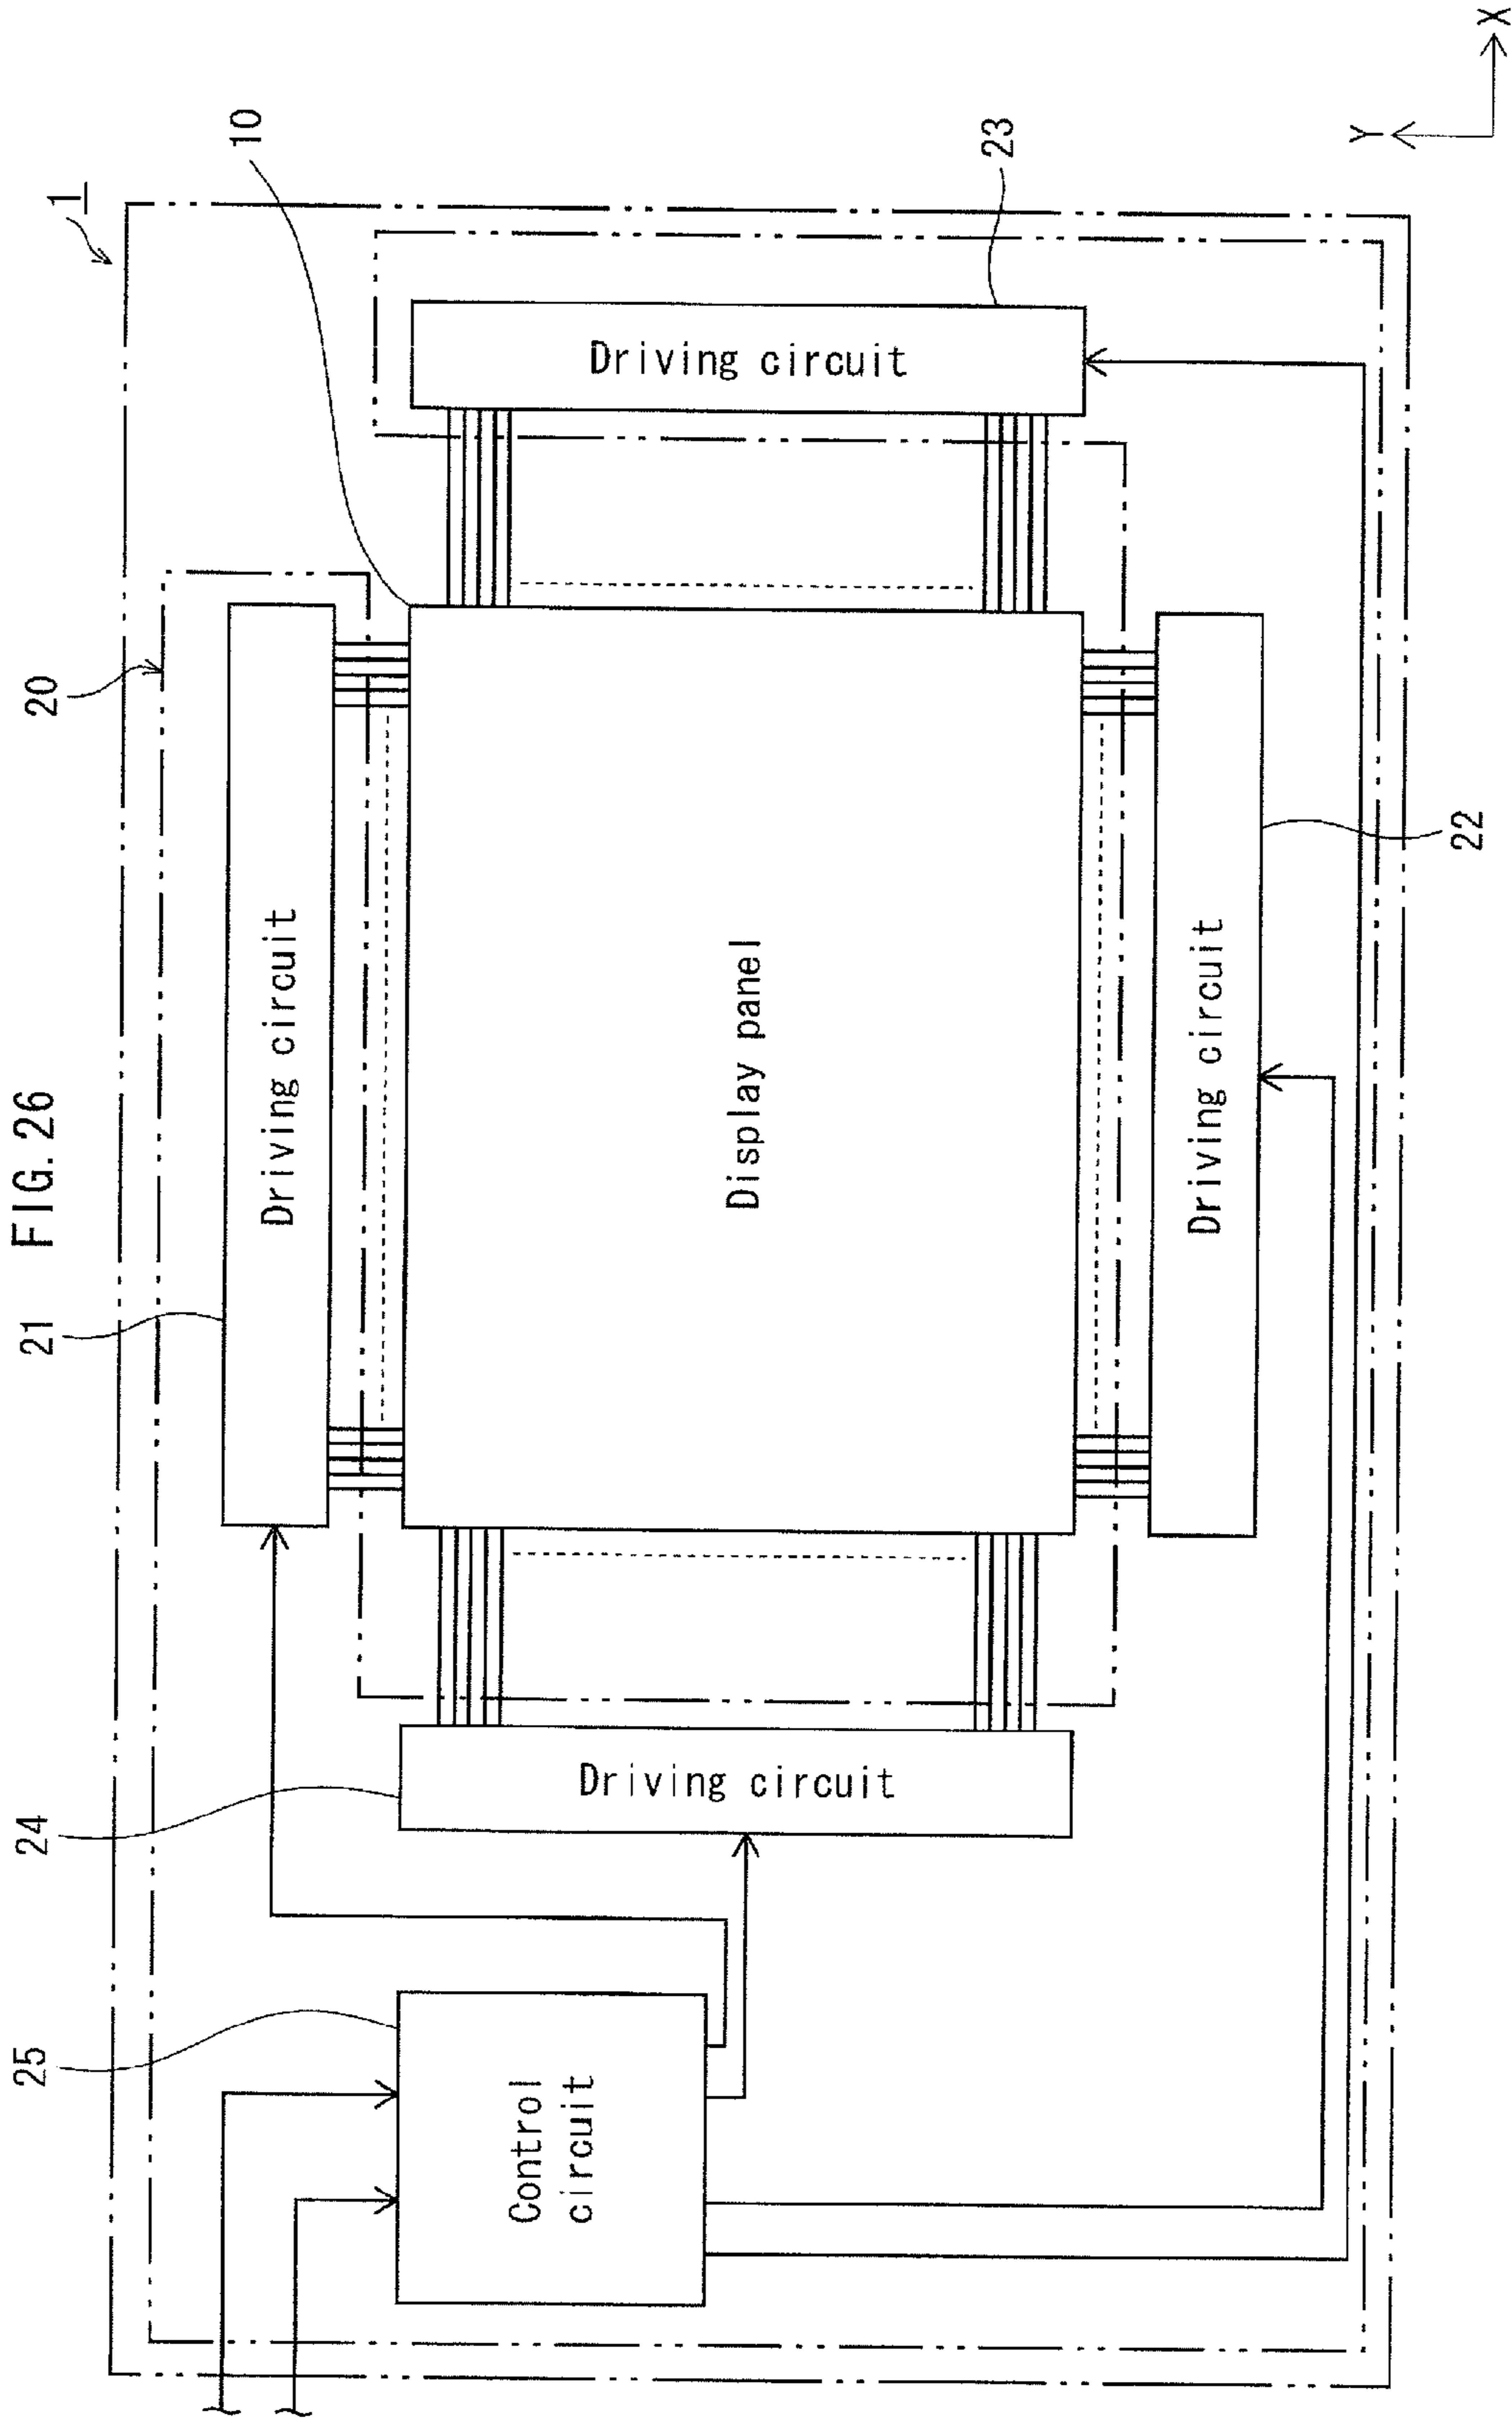 FIG. 26
1
20
10
21
Driving circuit
24
Driving circuit
25
Control
circuit
Display panel
Driving circuit
23
Driving circuit
22
Y
X